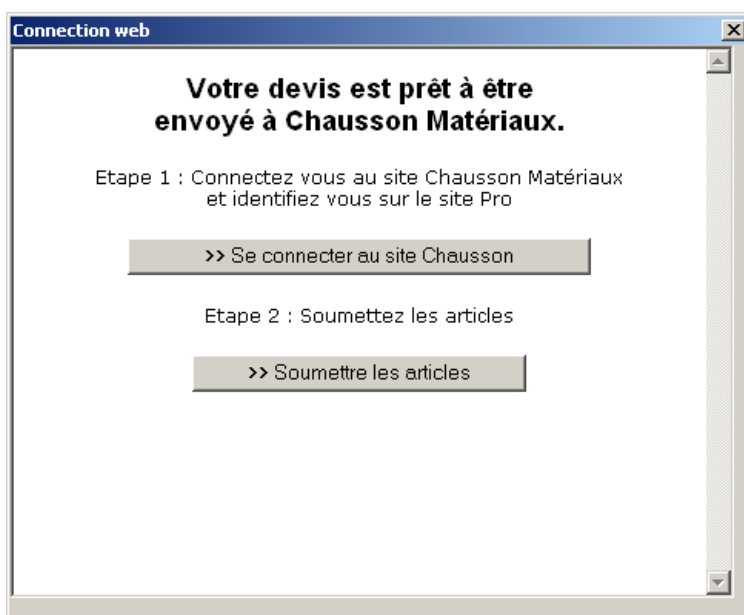 Connection web
Votre devis est prêt à être
envoyé à Chausson Matériaux.
Etape 1 : Connectez vous au site Chausson Matériaux
et identifiez vous sur le site Pro
>> Se connecter au site Chausson
Etape 2 : Soumettez les articles
>> Soumettre les articles